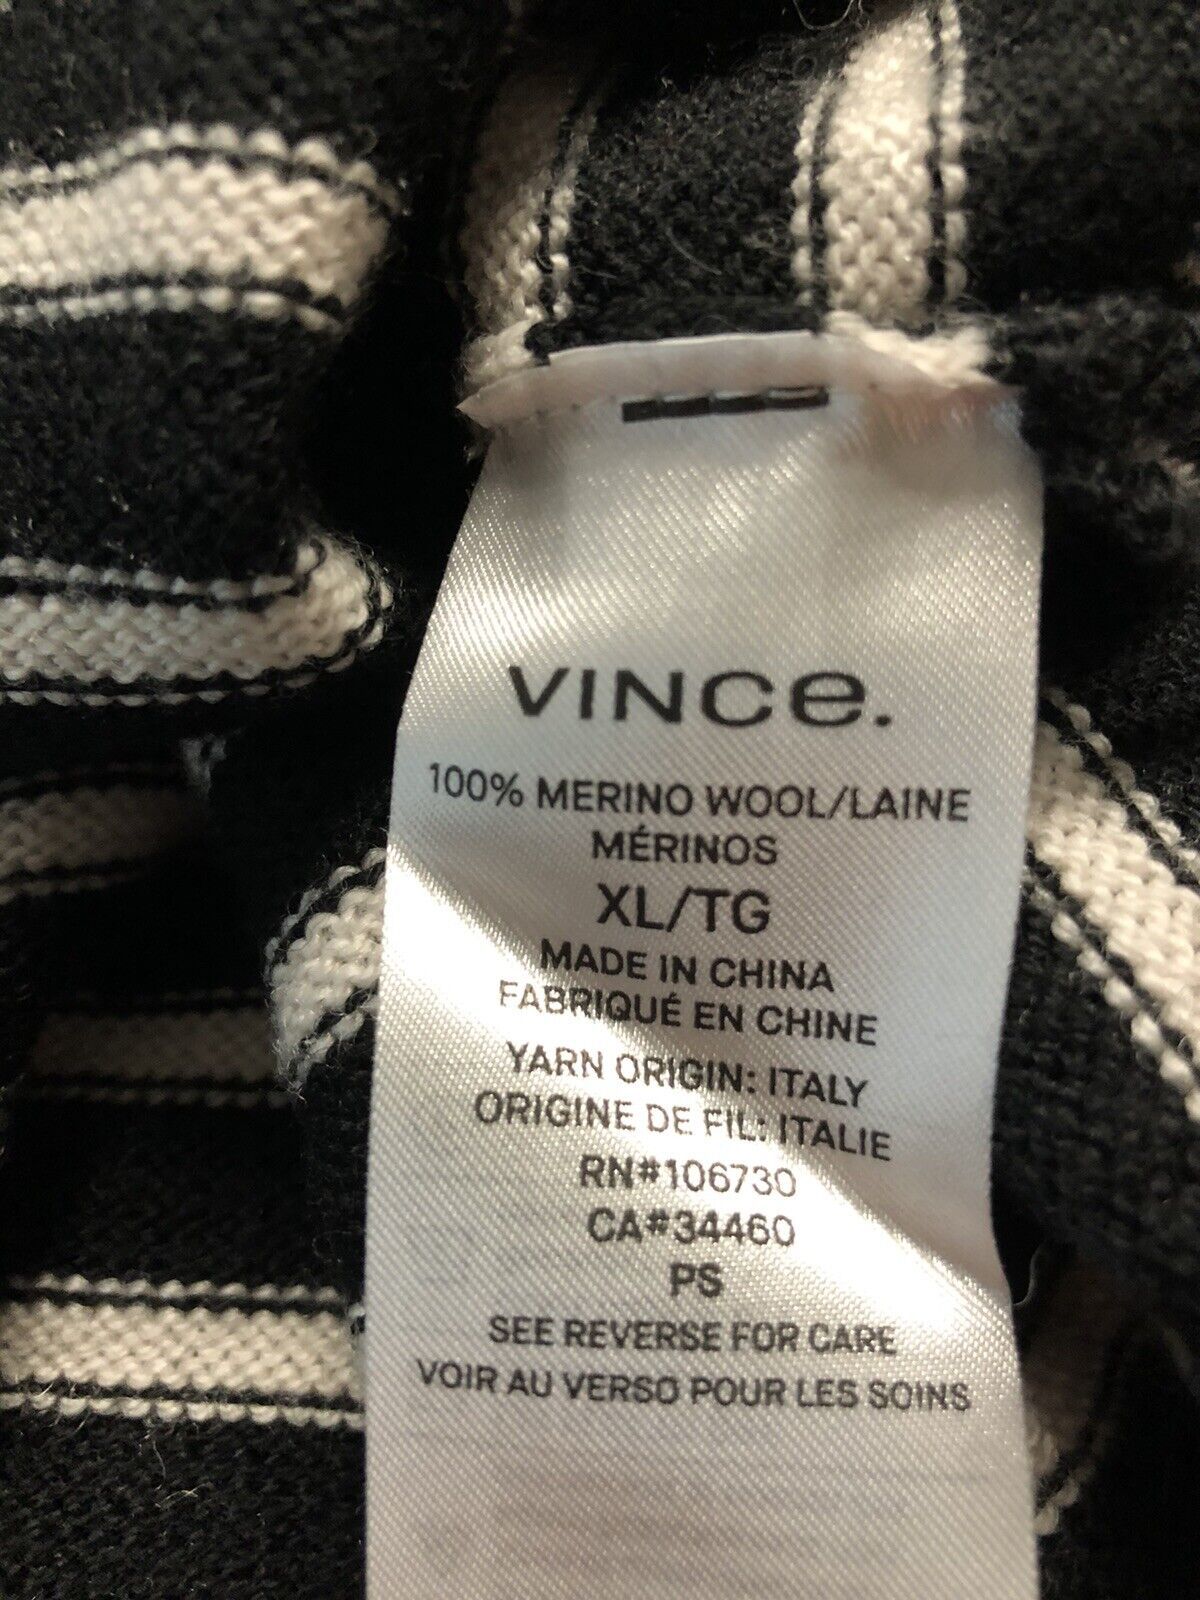 VINCe.
100% MERINO WOOL/LAINE
MÉRINOS
XL/TG
MADE IN CHINA
FABRIQUÉ EN CHINE
YARN ORIGIN: ITALY
ORIGINE DE FIL: ITALIE
RN#106730
CA#34460
PS
SEE REVERSE FOR CARE
VOIR AU VERSO POUR LES SOINS